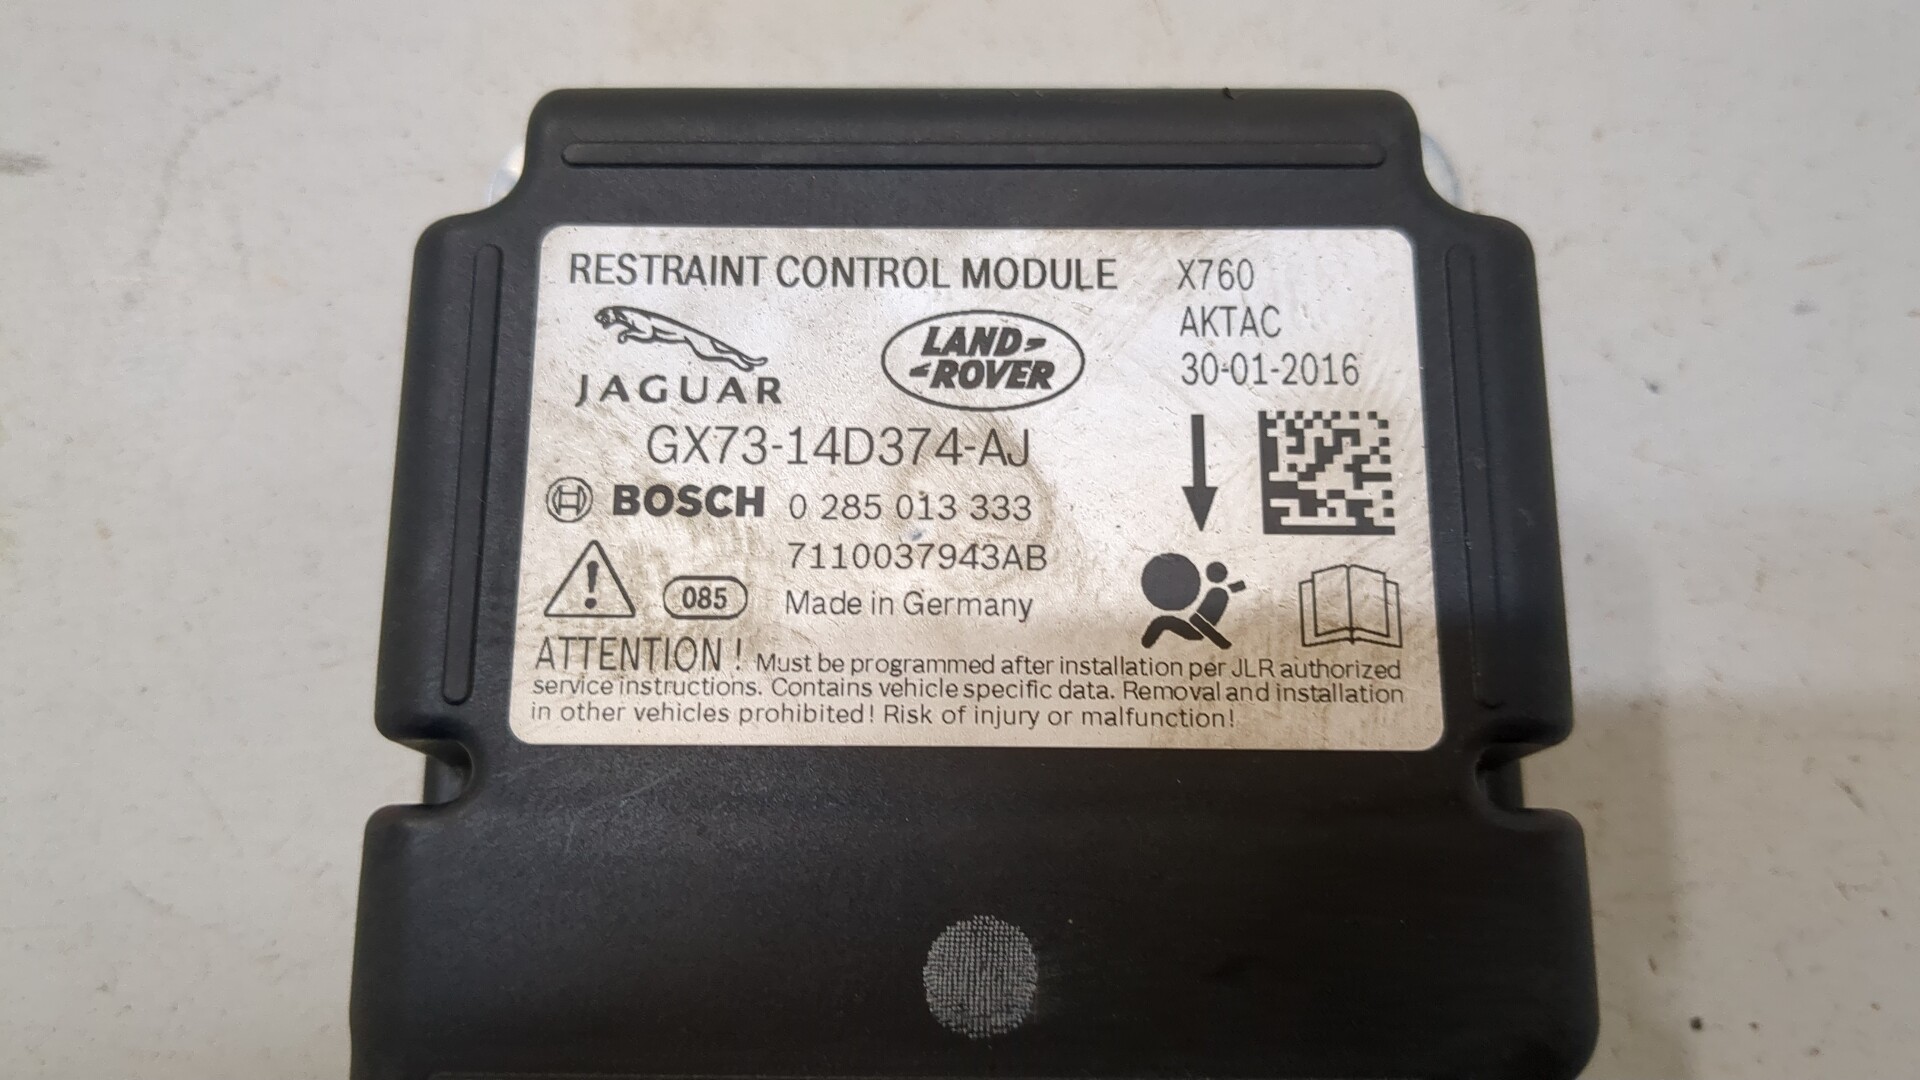 RESTRAINT CONTROL MODULE
X760
AKTAC
30-01-2016
JAGUAR
LAND-
-ROVER
GX73-14D374-AJ
BOSCH 0 285 013 333
7110037943AB
085 Made in Germany
ATTENTION ! Must be programmed after installation per JLR authorized
service instructions. Contains vehicle specific data. Removal and installation
in other vehicles prohibited! Risk of injury or malfunction!